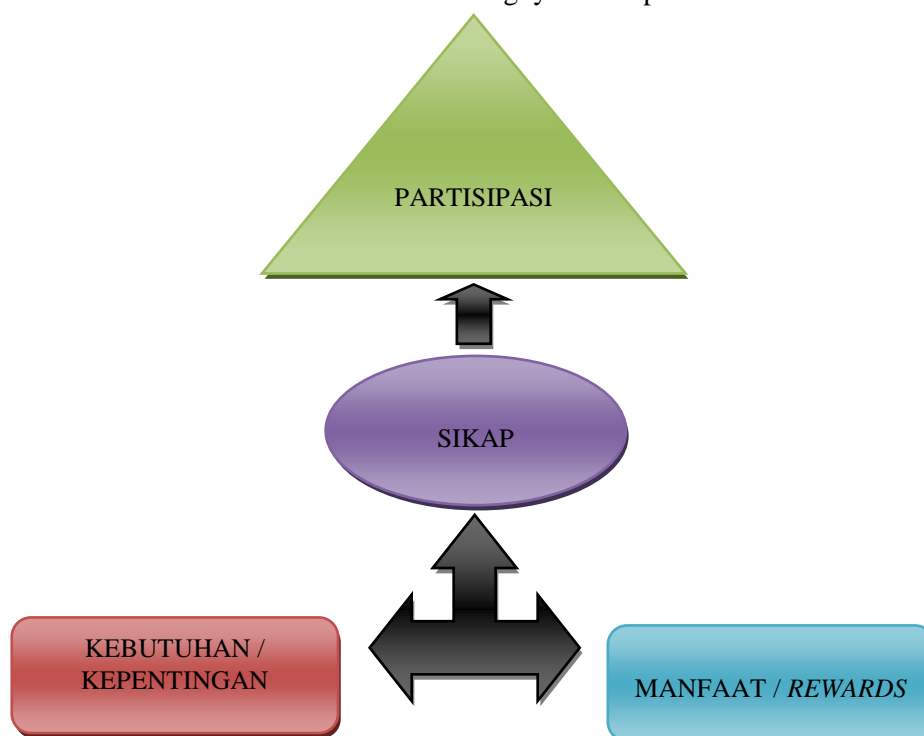 PARTISIPASI
SIKAP
KEBUTUHAN /
KEPENTINGAN
MANFAAT / REWARDS